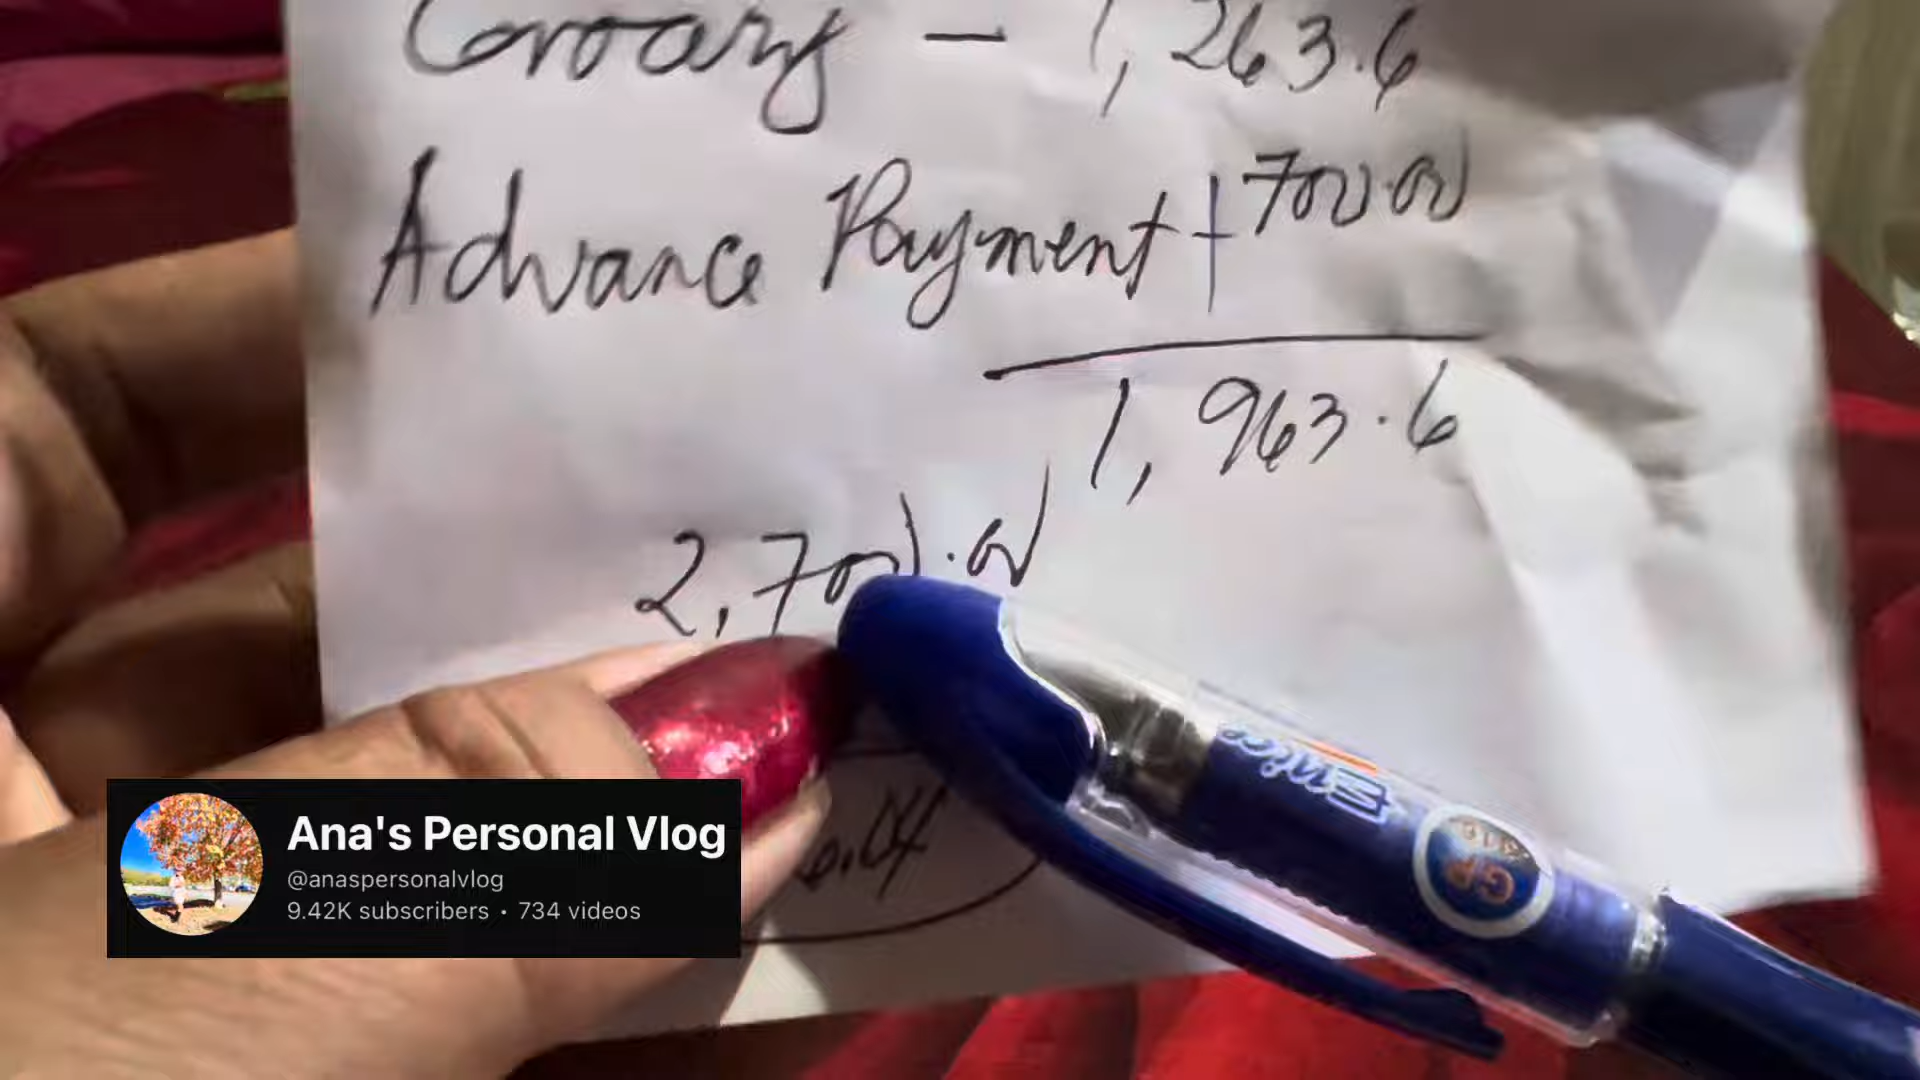 Grocery - 1,263.6
Advance Payment + 700.00
1,963.6
2,700.00
Ana's Personal Vlog
@anaspersonalvlog
9.42K subscribers • 734 videos
GP